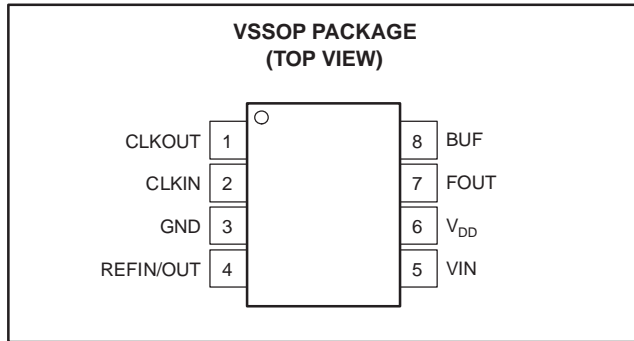 VSSOP PACKAGE
(TOP VIEW)
CLKOUT 1 8 BUF
CLKIN 2 7 FOUT
GND 3 6 VDD
REFIN/OUT 4 5 VIN